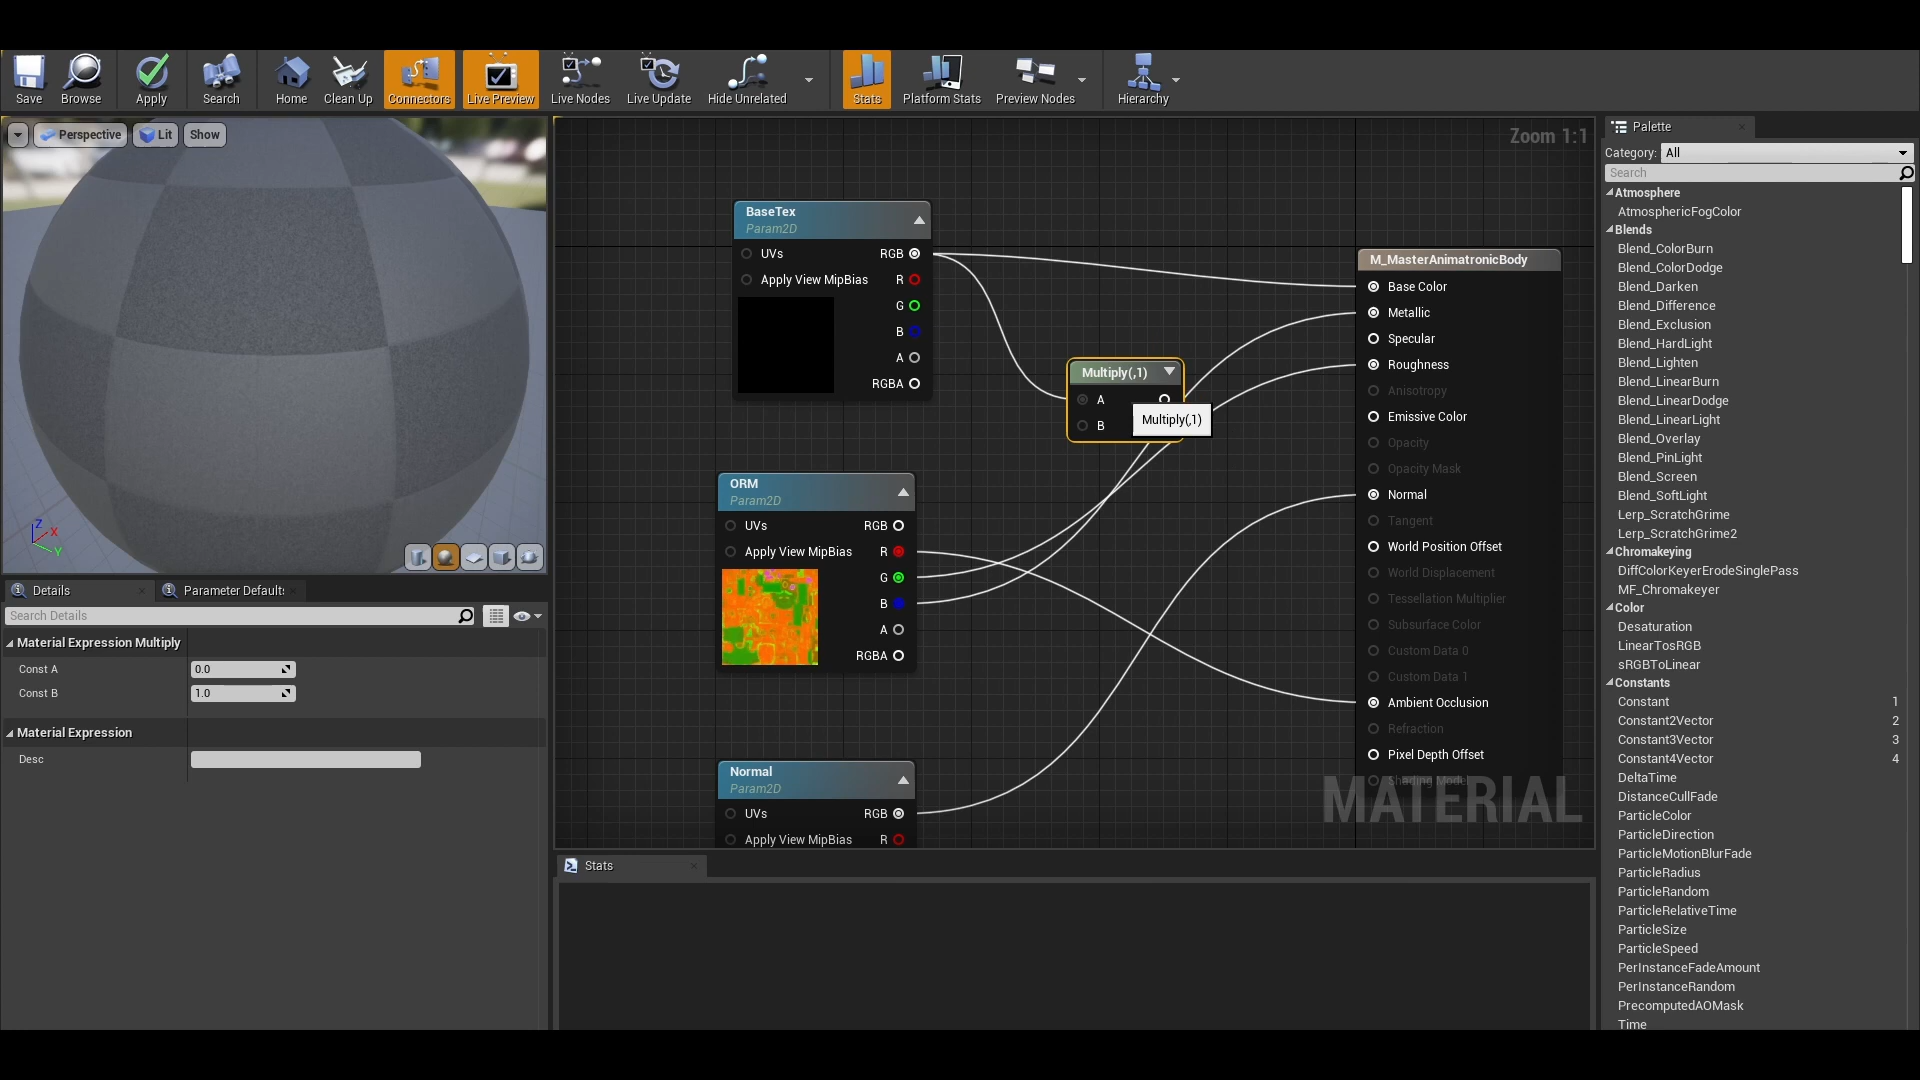 Save
Browse
Apply
Search
Home
Clean Up
Connectors
Live Preview
Live Nodes
Live Update
Hide Unrelated
Stats
Platform Stats
Preview Nodes
Hierarchy
Perspective
Lit
Show
Z
X
Y
Details
Parameter Default
Search Details
Material Expression Multiply
Const A
0.0
Const B
1.0
Material Expression
Desc
Zoom 1:1
BaseTex
Param2D
UVs
RGB
Apply View MipBias
R
G
B
A
RGBA
Multiply(,1)
A
B
Multiply(,1)
ORM
Param2D
UVs
RGB
Apply View MipBias
R
G
B
A
RGBA
Normal
Param2D
UVs
RGB
Apply View MipBias
R
M_MasterAnimatronicBody
Base Color
Metallic
Specular
Roughness
Anisotropy
Emissive Color
Opacity
Opacity Mask
Normal
Tangent
World Position Offset
World Displacement
Tessellation Multiplier
Subsurface Color
Custom Data 0
Custom Data 1
Ambient Occlusion
Refraction
Pixel Depth Offset
MATERIAL
Stats
Palette
Category: All
Search
Atmosphere
AtmosphericFogColor
Blends
Blend_ColorBurn
Blend_ColorDodge
Blend_Darken
Blend_Difference
Blend_Exclusion
Blend_HardLight
Blend_Lighten
Blend_LinearBurn
Blend_LinearDodge
Blend_LinearLight
Blend_Overlay
Blend_PinLight
Blend_Screen
Blend_SoftLight
Lerp_ScratchGrime
Lerp_ScratchGrime2
Chromakeying
DiffColorKeyerErodeSinglePass
MF_Chromakeyer
Color
Desaturation
LinearTosRGB
sRGBToLinear
Constants
Constant 1
Constant2Vector 2
Constant3Vector 3
Constant4Vector 4
DeltaTime
DistanceCullFade
ParticleColor
ParticleDirection
ParticleMotionBlurFade
ParticleRadius
ParticleRandom
ParticleRelativeTime
ParticleSize
ParticleSpeed
PerInstanceFadeAmount
PerInstanceRandom
PrecomputedAOMask
Time